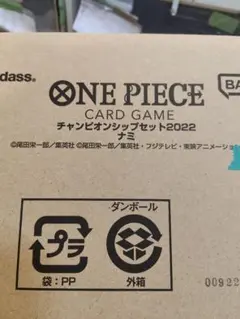 dass®
BA
ONE PIECE
CARD GAME
チャンピオンシップセット2022
ナミ
©尾田栄一郎/集英社 ©尾田栄一郎/集英社・フジテレビ・東映アニメーション
プラ
袋:PP
ダンボール
外箱
00922